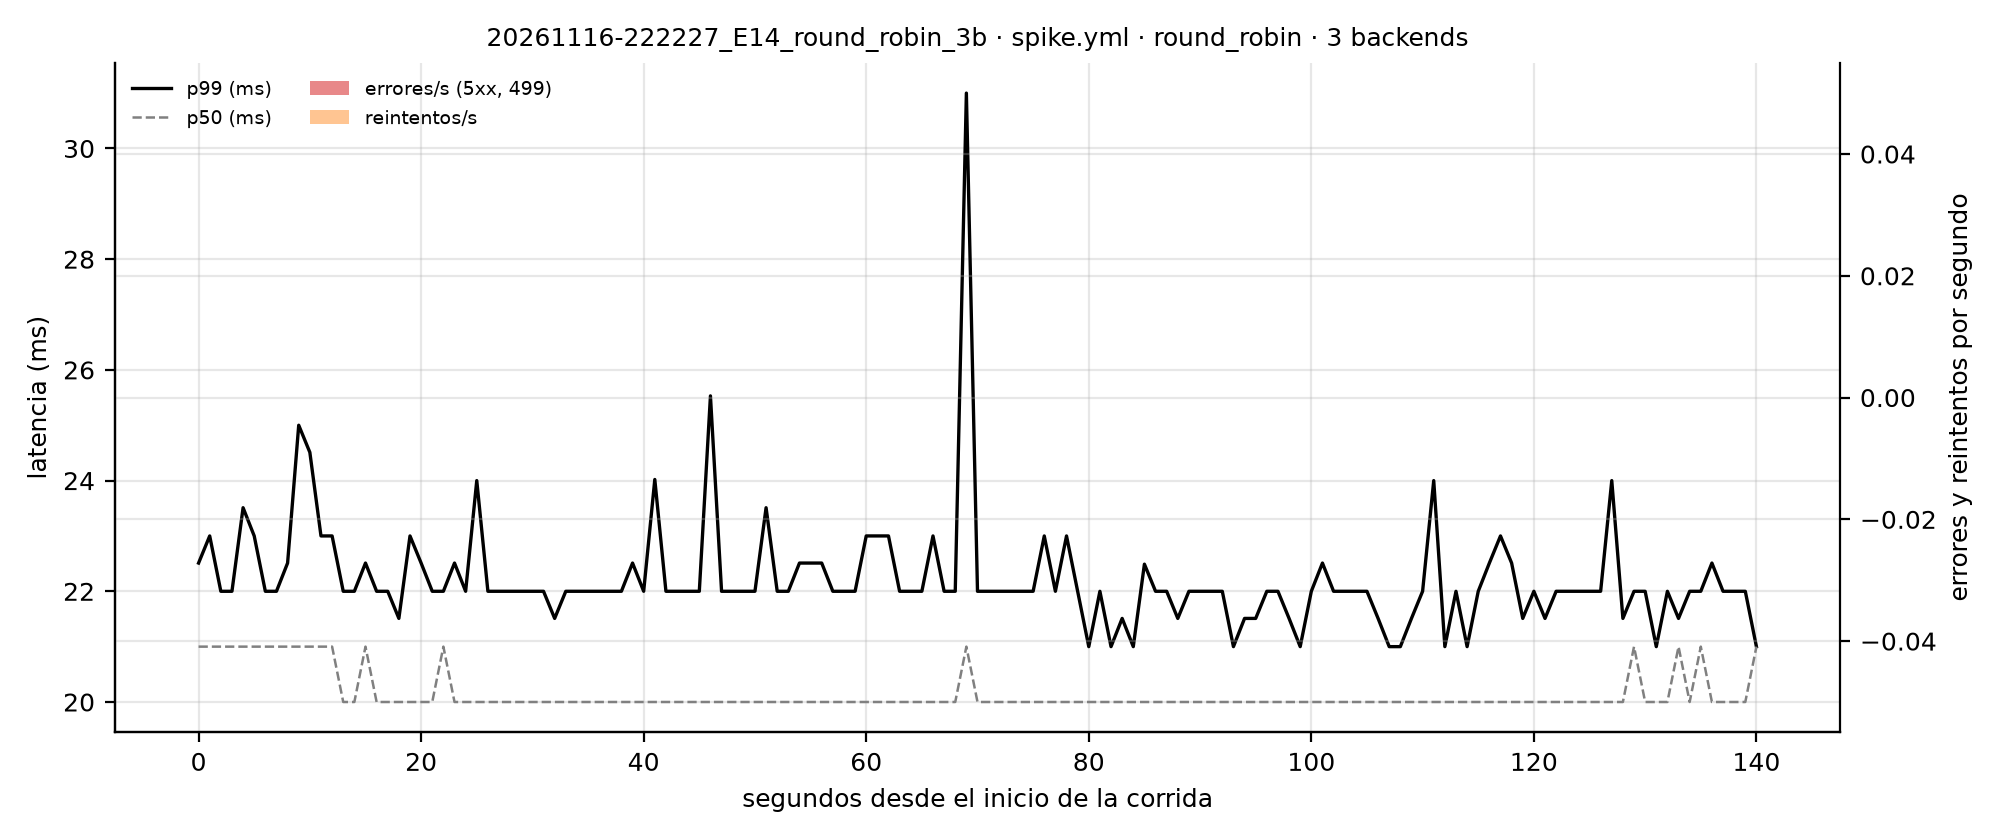 20261116-222227_E14_round_robin_3b · spike.yml · round_robin · 3 backends
p99 (ms)
p50 (ms)
errores/s (5xx, 499)
reintentos/s
latencia (ms)
30
28
26
24
22
20
0.04
0.02
0.00
−0.02
−0.04
errores y reintentos por segundo
0
20
40
60
80
100
120
140
segundos desde el inicio de la corrida